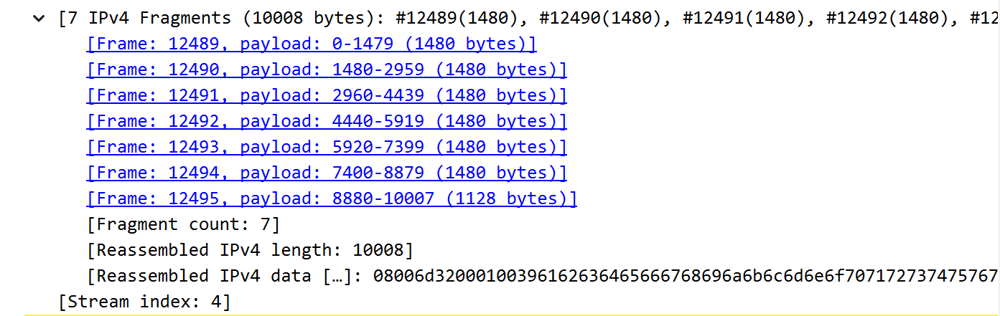 [7 IPv4 Fragments (10008 bytes): #12489(1480), #12490(1480), #12491(1480), #12492(1480), #12
[Frame: 12489, payload: 0-1479 (1480 bytes)]
[Frame: 12490, payload: 1480-2959 (1480 bytes)]
[Frame: 12491, payload: 2960-4439 (1480 bytes)]
[Frame: 12492, payload: 4440-5919 (1480 bytes)]
[Frame: 12493, payload: 5920-7399 (1480 bytes)]
[Frame: 12494, payload: 7400-8879 (1480 bytes)]
[Frame: 12495, payload: 8880-10007 (1128 bytes)]
[Fragment count: 7]
[Reassembled IPv4 length: 10008]
[Reassembled IPv4 data […]: 08006d32000100396162636465666768696a6b6c6d6e6f707172737475767
[Stream index: 4]